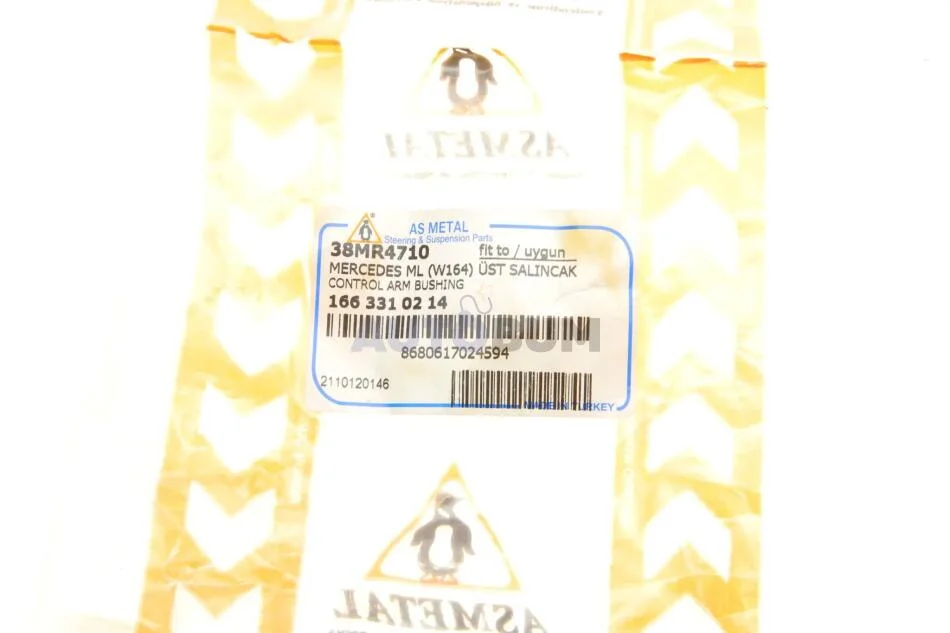 ASMETAL
AS METAL
Steering & Suspension Parts
38MR4710 fit to / uygun
MERCEDES ML (W164) ÜST SALINCAK
CONTROL ARM BUSHING
166 331 02 14
AUTOBUM
8680617024594
2110120146
MADE IN TURKEY
ASMETAL